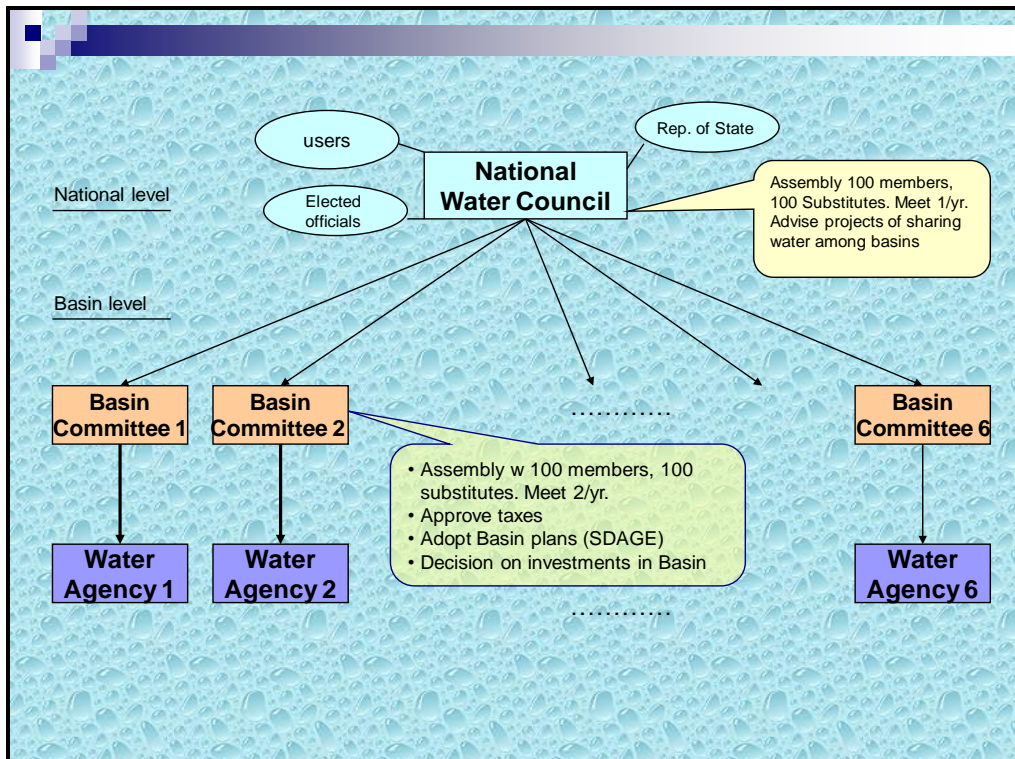 users
Rep. of State
National
Water Council
National level
Elected
officials
Assembly 100 members,
100 Substitutes. Meet 1/yr.
Advise projects of sharing
water among basins
Basin level
Basin
Committee 1
Basin
Committee 2
............
Basin
Committee 6
• Assembly w 100 members, 100
substitutes. Meet 2/yr.
• Approve taxes
• Adopt Basin plans (SDAGE)
• Decision on investments in Basin
Water
Agency 1
Water
Agency 2
............
Water
Agency 6